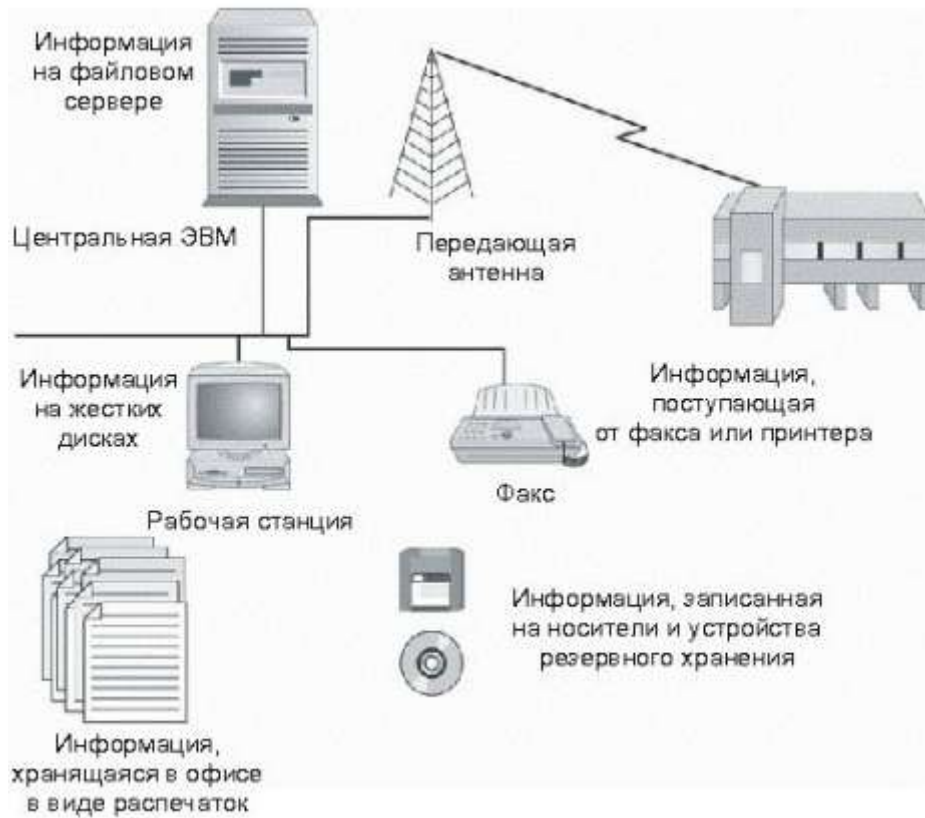 Информация
на файловом
сервере
Центральная ЭВМ
Передающая
антенна
Информация
на жестких
дисках
Рабочая станция
Факс
Информация,
поступающая
от факса или принтера
Информация, записанная
на носители и устройства
резервного хранения
Информация,
хранящаяся в офисе
в виде распечаток